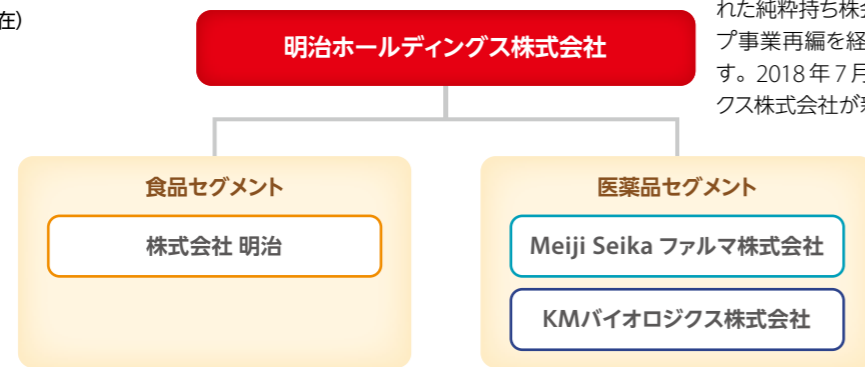 在）
れた純粋持ち株
プ事業再編を経
す。2018年7月
クス株式会社が
明治ホールディングス株式会社
食品セグメント
株式会社 明治
医薬品セグメント
Meiji Seika ファルマ株式会社
KMバイオロジクス株式会社